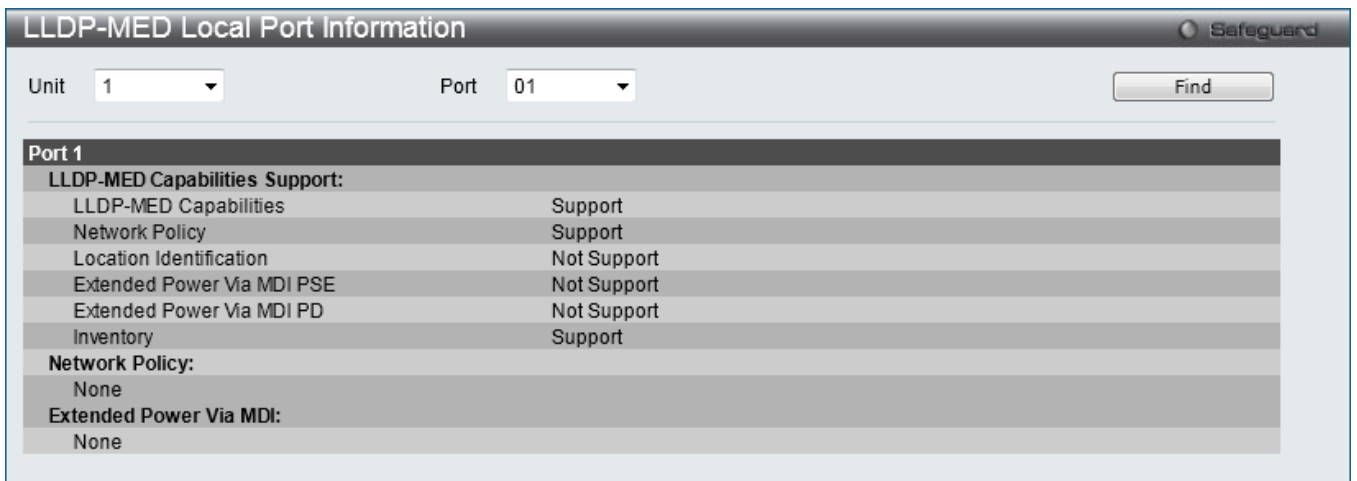 LLDP-MED Local Port Information
Safeguard
Unit 1 Port 01 Find
Port 1
LLDP-MED Capabilities Support:
LLDP-MED Capabilities Support
Network Policy Support
Location Identification Not Support
Extended Power Via MDI PSE Not Support
Extended Power Via MDI PD Not Support
Inventory Support
Network Policy:
None
Extended Power Via MDI:
None